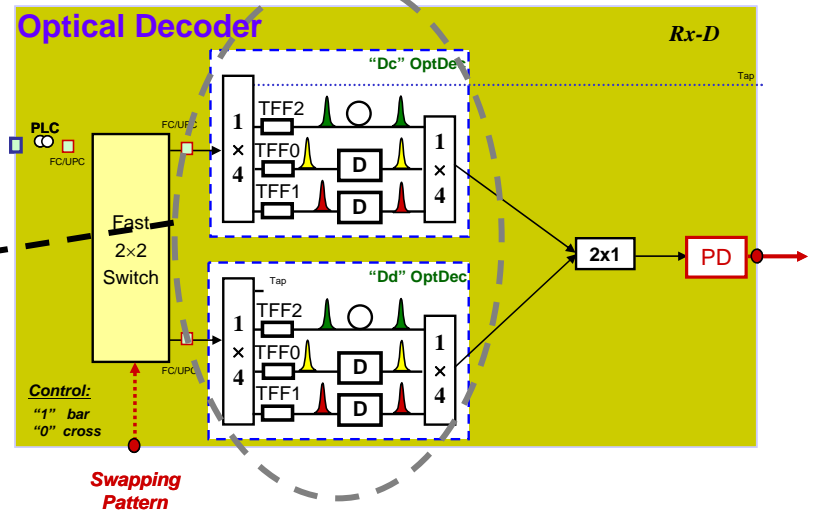 Optical Decoder
Rx-D
"Dc" OptDec
Tap
TFF2
TFF0
TFF1
1
×
4
D
D
1
×
4
PLC
FC/UPC
FC/UPC
Fast
2×2
Switch
2x1
PD
"Dd" OptDec
Tap
TFF2
TFF0
TFF1
1
×
4
D
D
1
×
4
FC/UPC
Control:
"1" bar
"0" cross
Swapping
Pattern